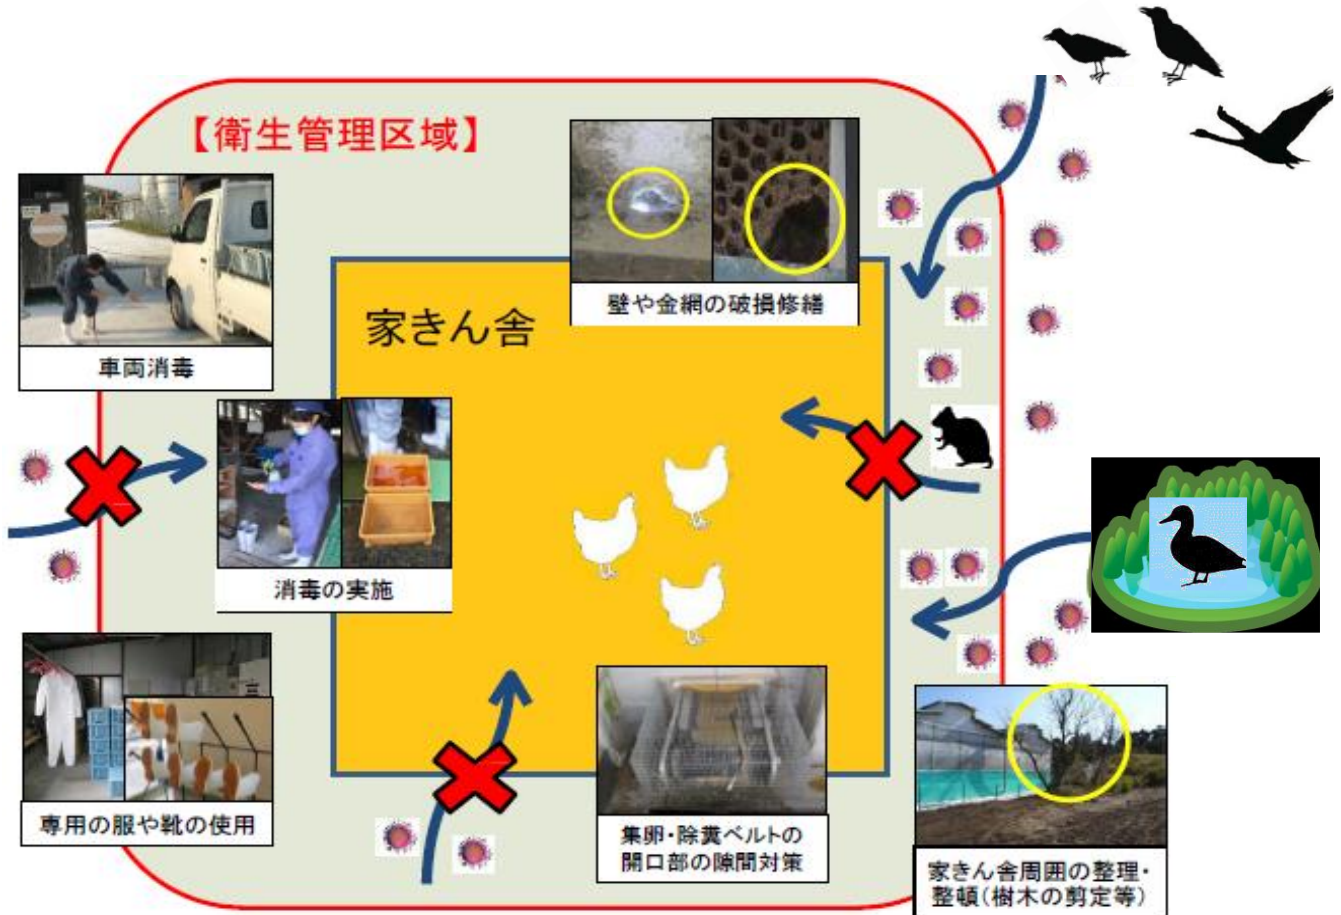 【衛生管理区域】
車両消毒
壁や金網の破損修繕
家きん舎
消毒の実施
専用の服や靴の使用
集卵・除糞ベルトの
開口部の隙間対策
家きん舎周囲の整理・
整頓(樹木の剪定等)